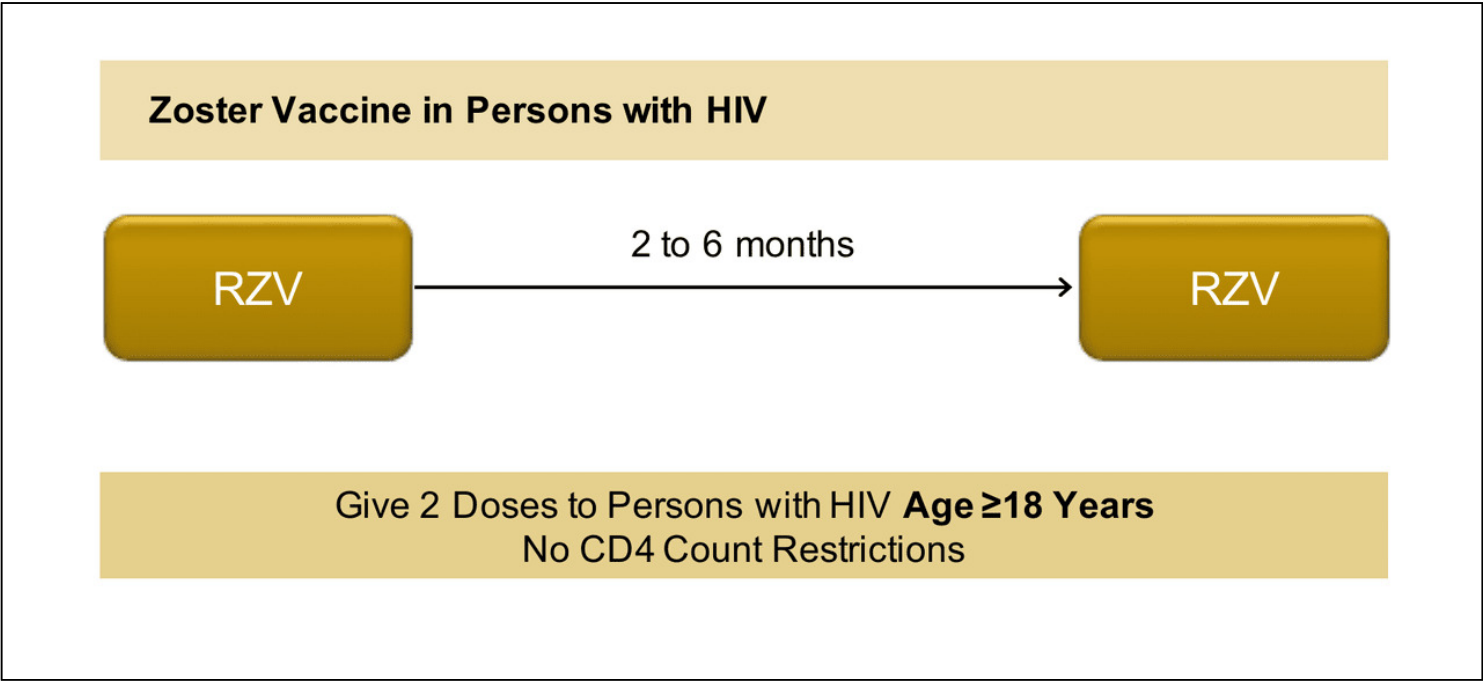 Zoster Vaccine in Persons with HIV
RZV
2 to 6 months
RZV
Give 2 Doses to Persons with HIV Age ≥18 Years
No CD4 Count Restrictions